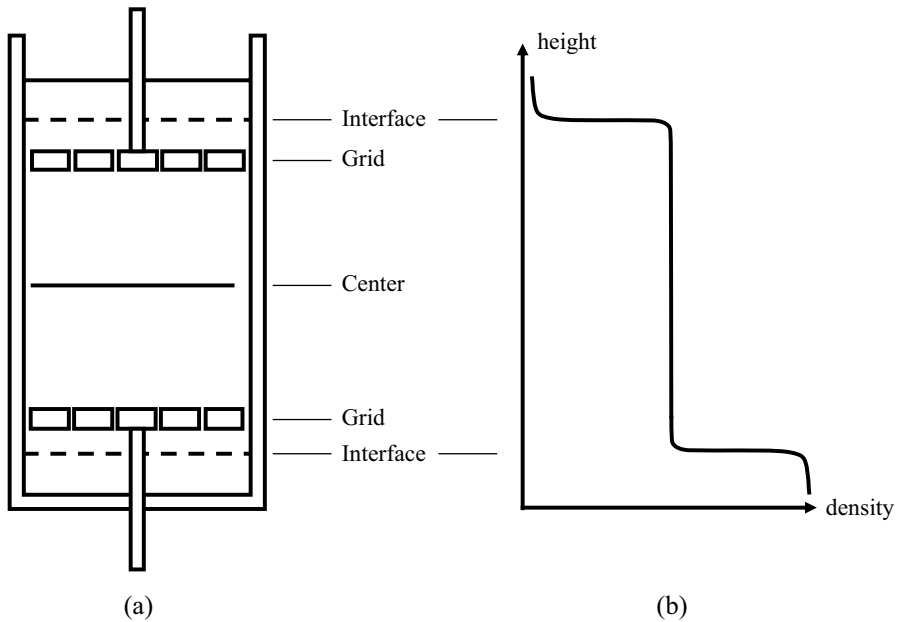 height
Interface
Grid
Center
Grid
Interface
density
(a)
(b)